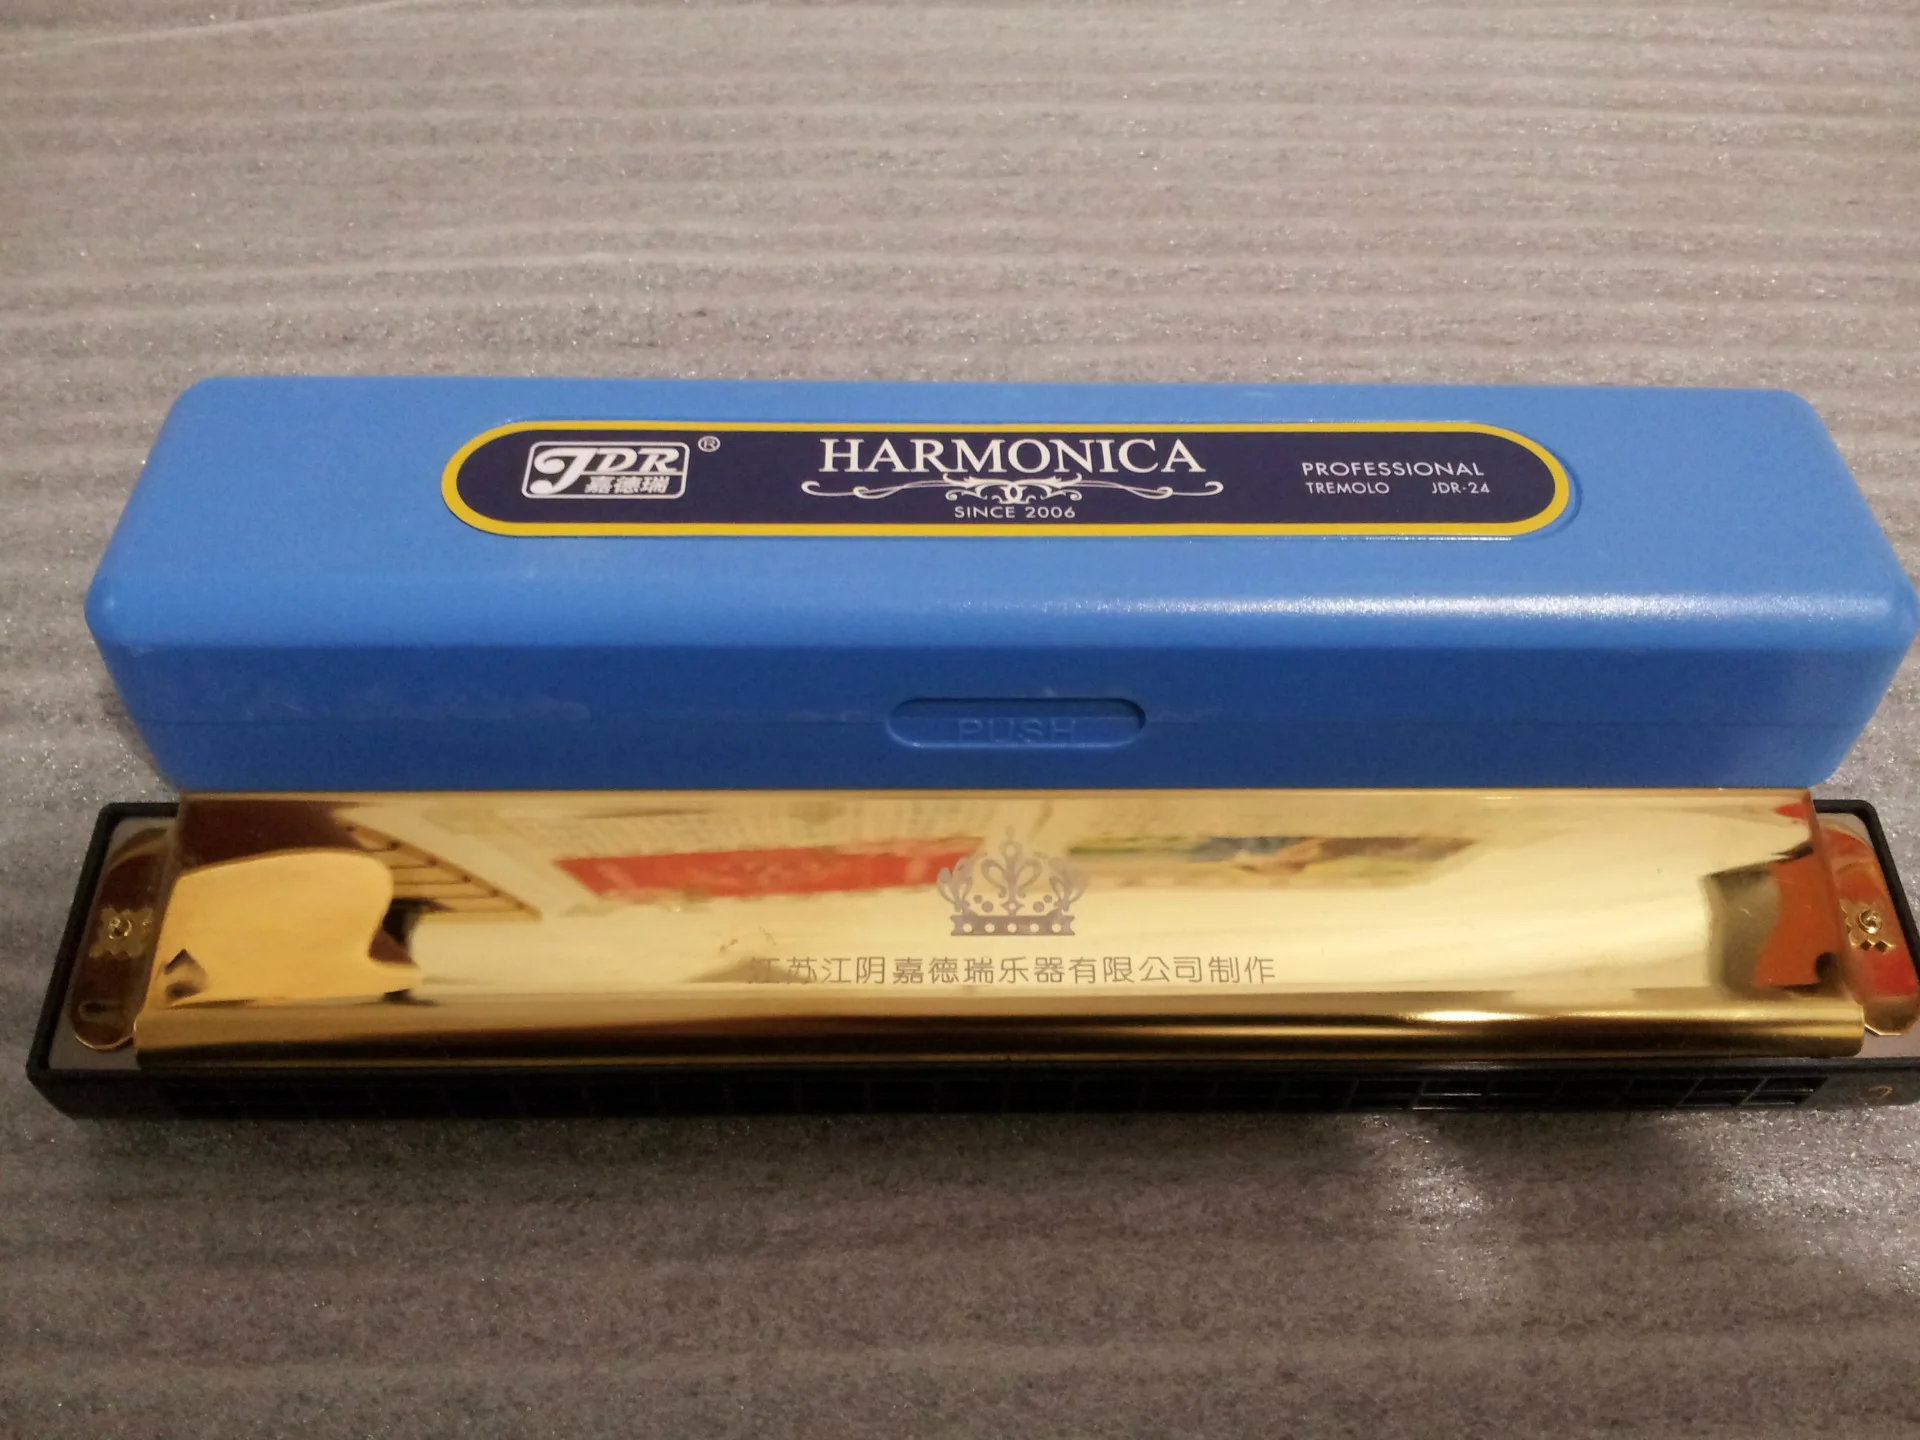 JDR®
嘉德瑞
HARMONICA
SINCE 2006
PROFESSIONAL
TREMOLO JDR-24
PUSH
江苏江阴嘉德瑞乐器有限公司制作